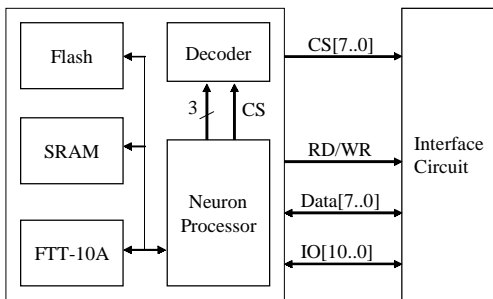 Flash
Decoder
CS[7..0]
3
CS
SRAM
RD/WR
Interface
Circuit
Neuron
Processor
Data[7..0]
FTT-10A
IO[10..0]